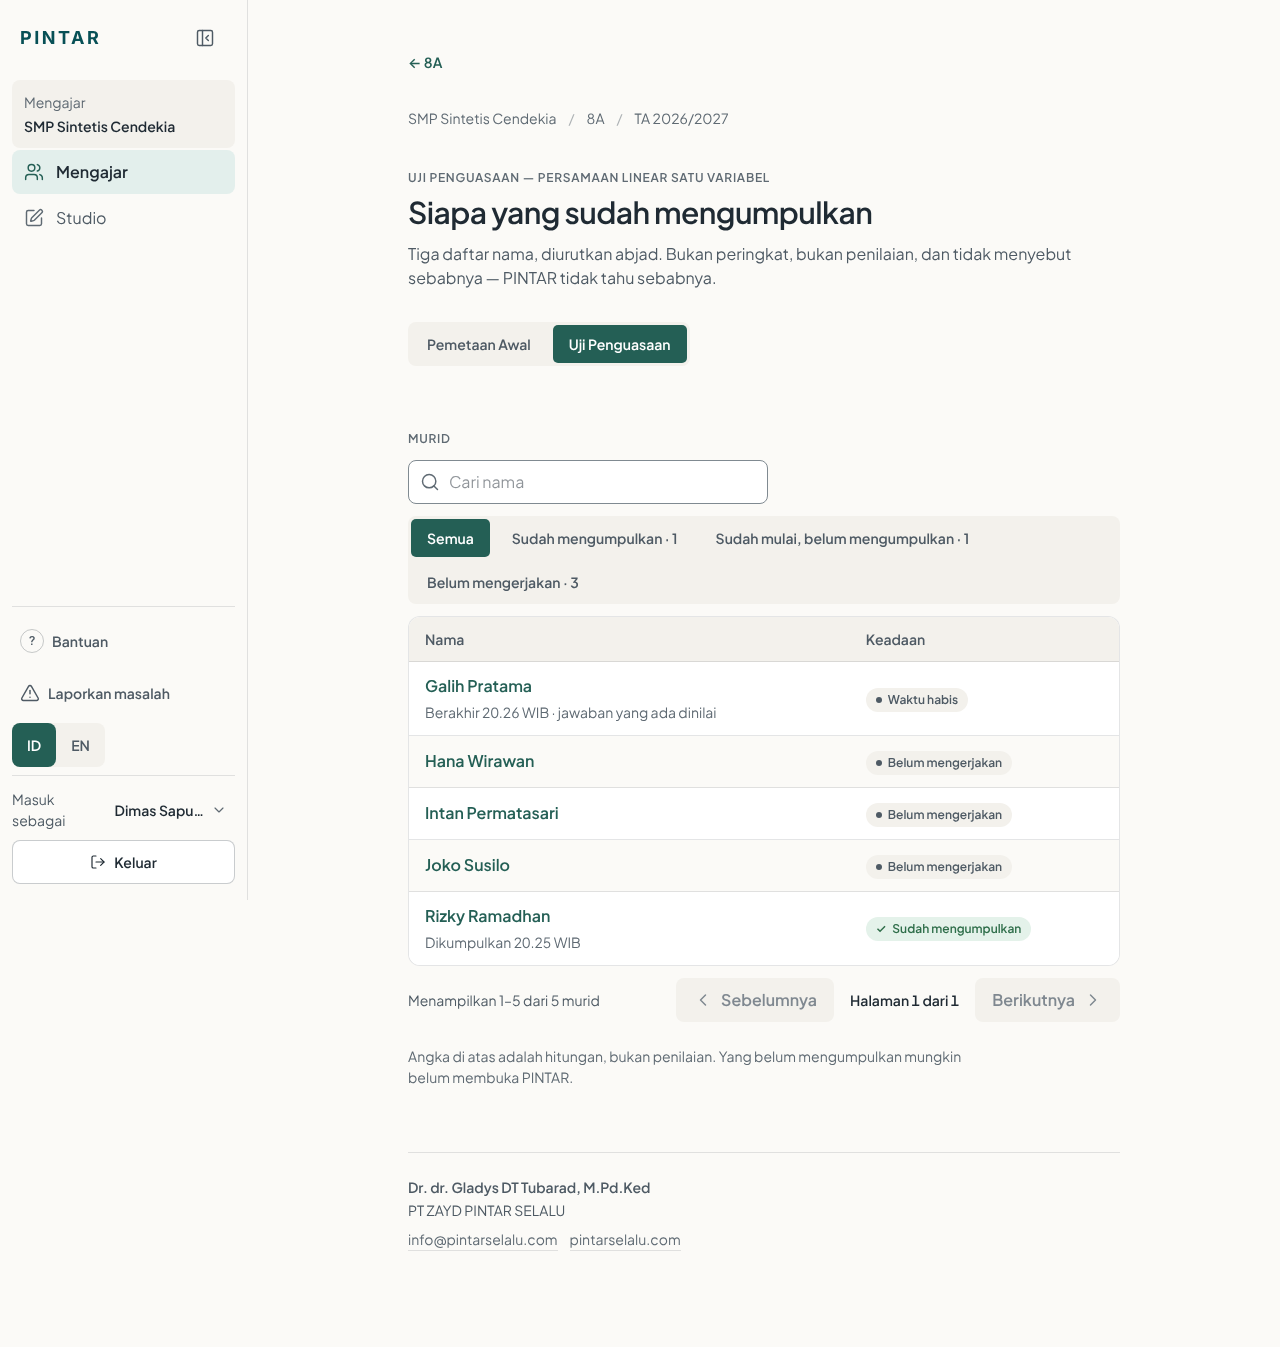 PINTAR
Mengajar
SMP Sintetis Cendekia
Mengajar
Studio
?
Bantuan
Laporkan masalah
ID
EN
Masuk sebagai
Dimas Sapu…
Keluar
← 8A
SMP Sintetis Cendekia / 8A / TA 2026/2027
UJI PENGUASAAN — PERSAMAAN LINEAR SATU VARIABEL
Siapa yang sudah mengumpulkan
Tiga daftar nama, diurutkan abjad. Bukan peringkat, bukan penilaian, dan tidak menyebut
sebabnya — PINTAR tidak tahu sebabnya.
Pemetaan Awal
Uji Penguasaan
MURID
Cari nama
Semua
Sudah mengumpulkan · 1
Sudah mulai, belum mengumpulkan · 1
Belum mengerjakan · 3
Nama
Keadaan
Galih Pratama
Berakhir 20.26 WIB · jawaban yang ada dinilai
Waktu habis
Hana Wirawan
Belum mengerjakan
Intan Permatasari
Belum mengerjakan
Joko Susilo
Belum mengerjakan
Rizky Ramadhan
Dikumpulkan 20.25 WIB
Sudah mengumpulkan
Menampilkan 1–5 dari 5 murid
Sebelumnya
Halaman 1 dari 1
Berikutnya
Angka di atas adalah hitungan, bukan penilaian. Yang belum mengumpulkan mungkin
belum membuka PINTAR.
Dr. dr. Gladys DT Tubarad, M.Pd.Ked
PT ZAYD PINTAR SELALU
info@pintarselalu.com
pintarselalu.com